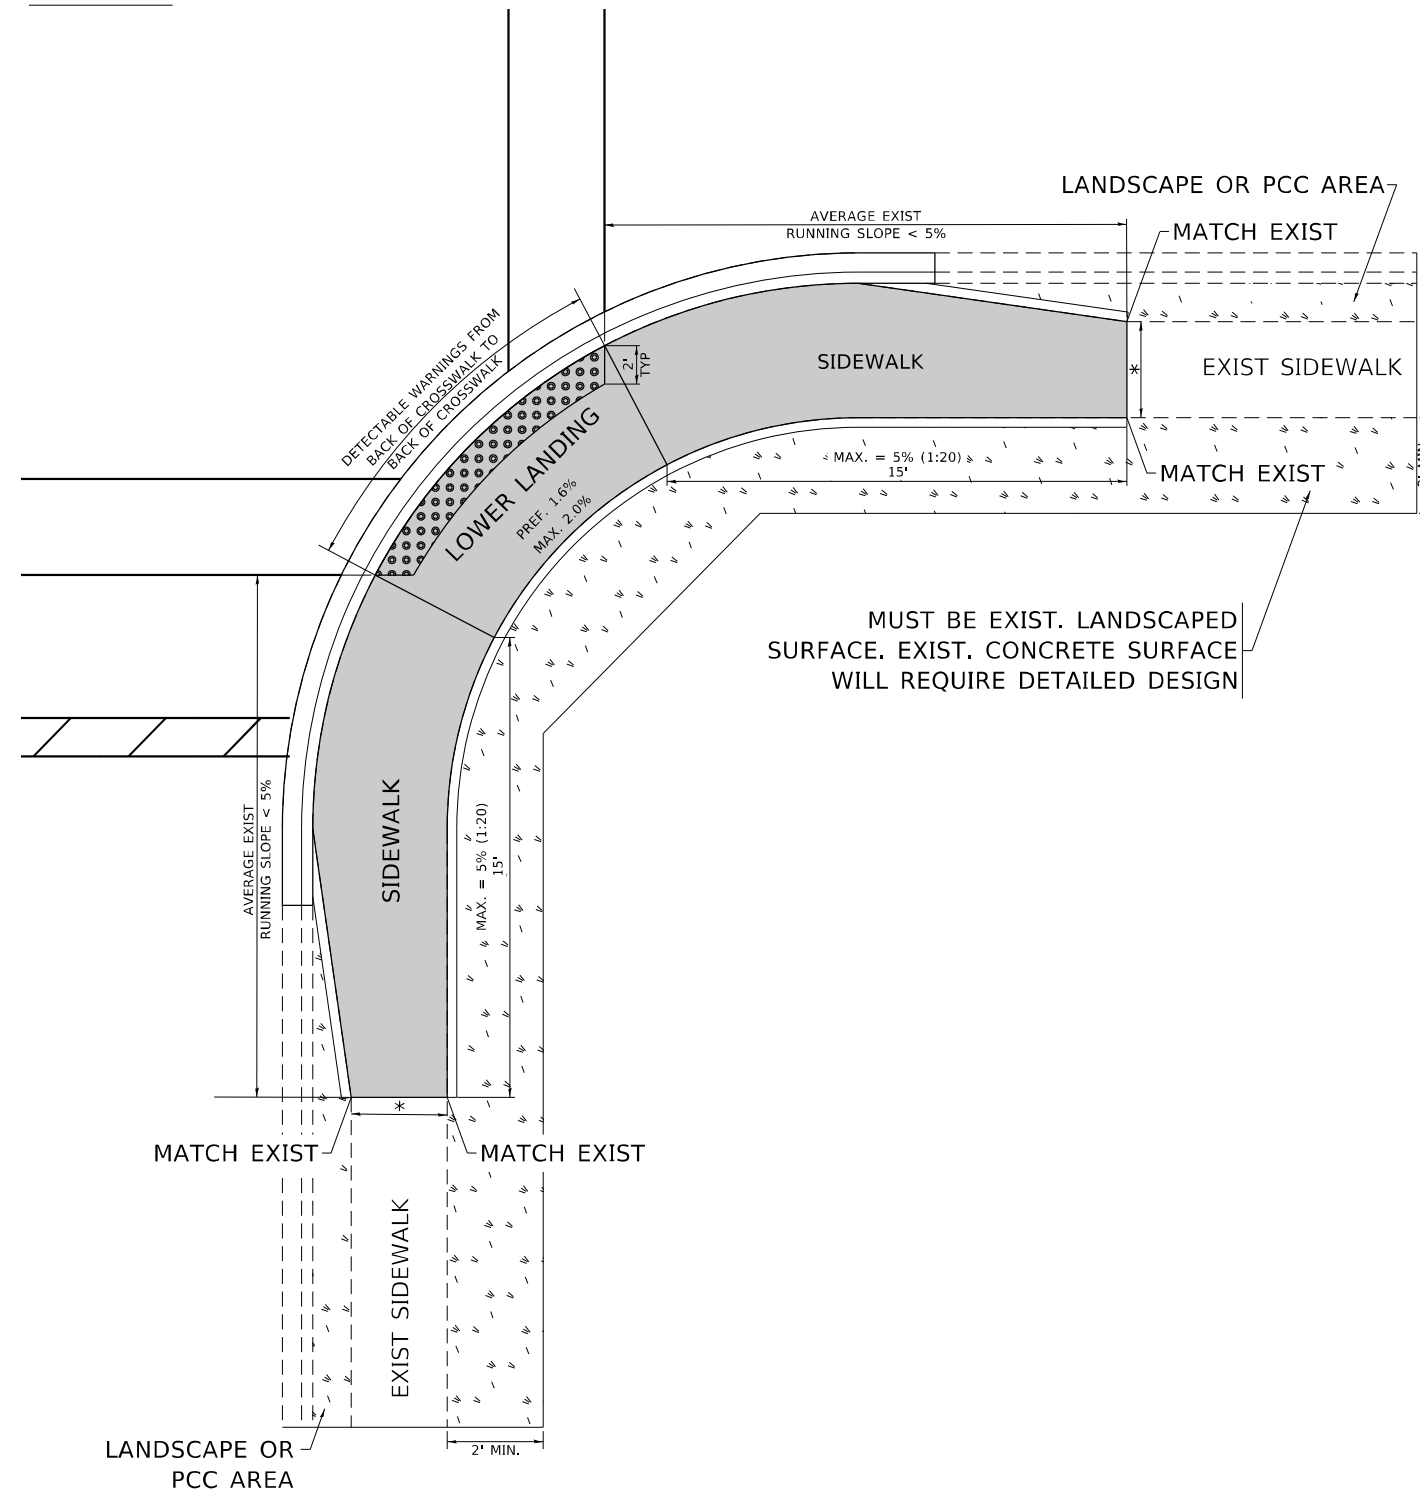 LANDSCAPE OR PCC AREA
AVERAGE EXIST
RUNNING SLOPE < 5%
MATCH EXIST
DETECTABLE WARNINGS FROM
BACK OF CROSSWALK TO
BACK OF CROSSWALK
2'
TYP
SIDEWALK
*
EXIST SIDEWALK
LOWER LANDING
PREF. 1.6%
MAX. 2.0%
MAX. = 5% (1:20)
15'
MATCH EXIST
MUST BE EXIST. LANDSCAPED
SURFACE. EXIST. CONCRETE SURFACE
WILL REQUIRE DETAILED DESIGN
AVERAGE EXIST
RUNNING SLOPE < 5%
SIDEWALK
MAX. = 5% (1:20)
15'
*
MATCH EXIST
MATCH EXIST
EXIST SIDEWALK
LANDSCAPE OR
PCC AREA
2' MIN.